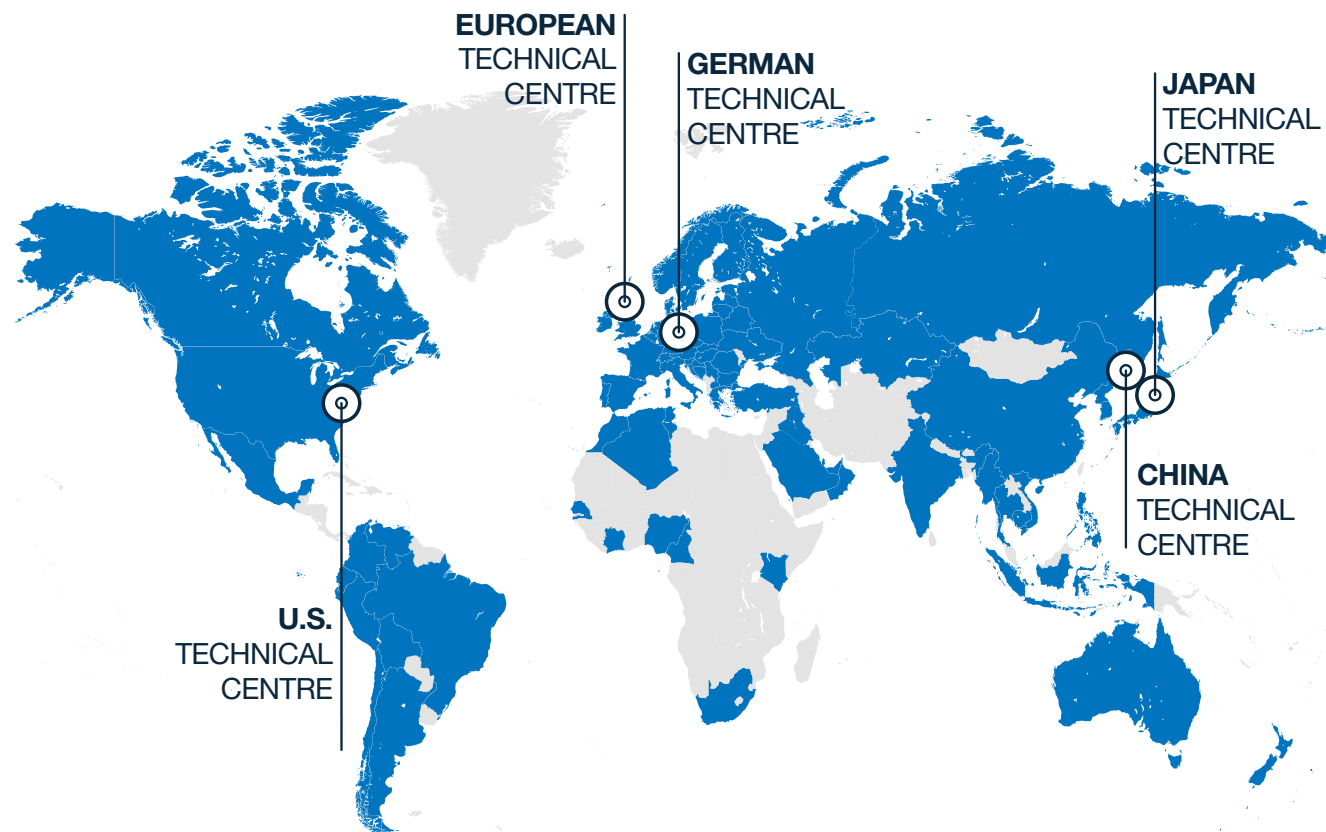 EUROPEAN
TECHNICAL
CENTRE
GERMAN
TECHNICAL
CENTRE
JAPAN
TECHNICAL
CENTRE
CHINA
TECHNICAL
CENTRE
U.S.
TECHNICAL
CENTRE